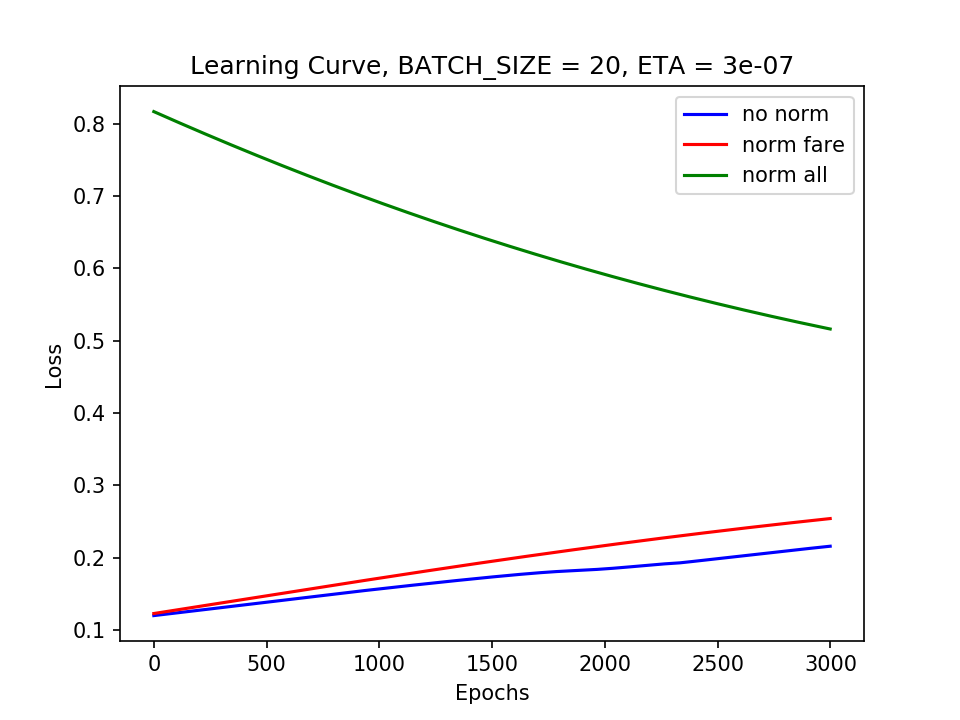 Learning Curve, BATCH_SIZE = 20, ETA = 3e-07
no norm
norm fare
norm all
0.8
0.7
0.6
0.5
0.4
0.3
0.2
0.1
Loss
0 500 1000 1500 2000 2500 3000
Epochs